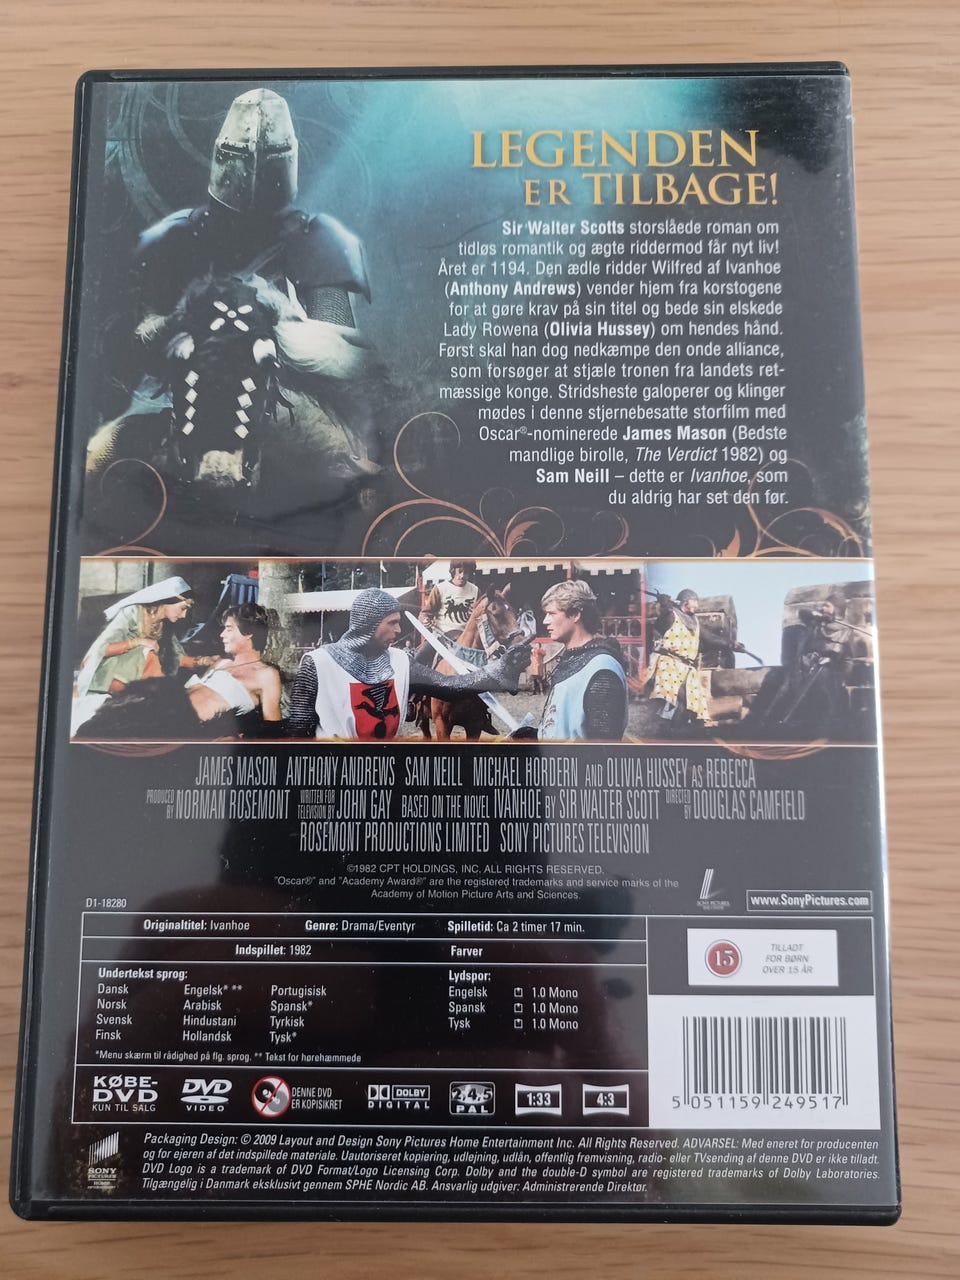 LEGENDEN
ER TILBAGE!
Sir Walter Scotts storslåede roman om
tidløs romantik og ægte riddermod får nyt liv!
Året er 1194. Den ædle ridder Wilfred af Ivanhoe
(Anthony Andrews) vender hjem fra korstogene
for at gøre krav på sin titel og bede sin elskede
Lady Rowena (Olivia Hussey) om hendes hånd.
Først skal han dog nedkæmpe den onde alliance,
som forsøger at stjæle tronen fra landets ret-
mæssige konge. Stridsheste galoperer og klinger
mødes i denne stjernebesatte storfilm med
Oscar®-nominerede James Mason (Bedste
mandlige birolle, The Verdict 1982) og
Sam Neill – dette er Ivanhoe, som
du aldrig har set den før.
JAMES MASON ANTHONY ANDREWS SAM NEILL MICHAEL HORDERN AND OLIVIA HUSSEY AS REBECCA
PRODUCED BY NORMAN ROSEMONT WRITTEN FOR TELEVISION BY JOHN GAY BASED ON THE NOVEL IVANHOE BY SIR WALTER SCOTT DIRECTED BY DOUGLAS CAMFIELD
ROSEMONT PRODUCTIONS LIMITED SONY PICTURES TELEVISION
©1982 CPT HOLDINGS, INC. ALL RIGHTS RESERVED.
"Oscar®" and "Academy Award®" are the registered trademarks and service marks of the
Academy of Motion Picture Arts and Sciences.
SONY PICTURES
www.SonyPictures.com
D1-18280
Originaltitel: Ivanhoe Genre: Drama/Eventyr Spilletid: Ca 2 timer 17 min.
Indspillet: 1982 Farver
Undertekst sprog:
Dansk Engelsk* ** Portugisisk
Norsk Arabisk Spansk*
Svensk Hindustani Tyrkisk
Finsk Hollandsk Tysk*
Lydspor:
Engelsk 1.0 Mono
Spansk 1.0 Mono
Tysk 1.0 Mono
*Menu skærm til rådighed på flg. sprog. ** Tekst for hørehæmmede
15
TILLADT
FOR BØRN
OVER 15 ÅR
KØBE-
DVD
KUN TIL SALG
DVD
VIDEO
DENNE DVD
ER KOPISIKRET
DOLBY
DIGITAL
2,4,5
PAL
1:33
4:3
5 051159 249517
SONY
PICTURES
HOME
Packaging Design: © 2009 Layout and Design Sony Pictures Home Entertainment Inc. All Rights Reserved. ADVARSEL: Med eneret for producenten
og for ejeren af det indspillede materiale. Uautoriseret kopiering, udlejning, udlån, offentlig fremvisning, radio- eller TVsending af denne DVD er ikke tilladt.
DVD Logo is a trademark of DVD Format/Logo Licensing Corp. Dolby and the double-D symbol are registered trademarks of Dolby Laboratories.
Tilgængelig i Danmark eksklusivt gennem SPHE Nordic AB. Ansvarlig udgiver: Administrerende Direktør.